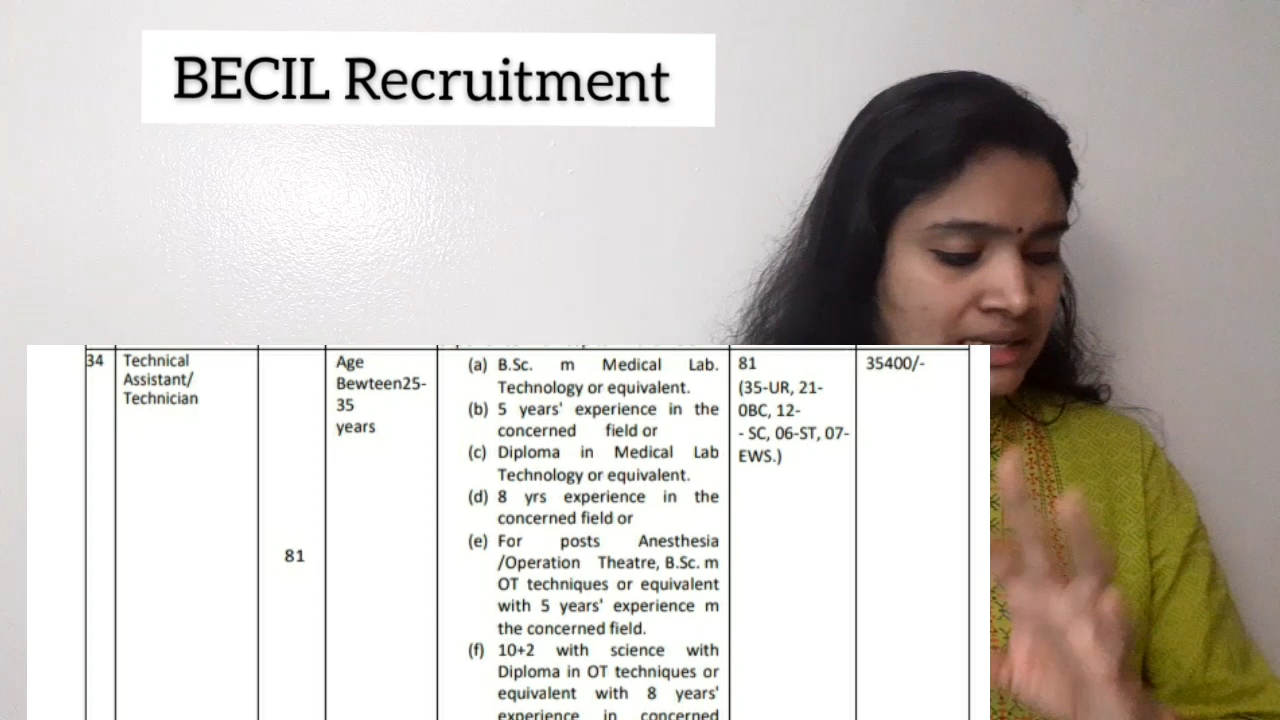 BECIL Recruitment
34
Technical
Assistant/
Technician
81
Age
Bewteen25-
35
years
(a) B.Sc. m Medical Lab.
Technology or equivalent.
(b) 5 years' experience in the
concerned field or
(c) Diploma in Medical Lab
Technology or equivalent.
(d) 8 yrs experience in the
concerned field or
(e) For posts Anesthesia
/Operation Theatre, B.Sc. m
OT techniques or equivalent
with 5 years' experience m
the concerned field.
(f) 10+2 with science with
Diploma in OT techniques or
equivalent with 8 years'
experience in concerned
81
(35-UR, 21-
0BC, 12-
- SC, 06-ST, 07-
EWS.)
35400/-